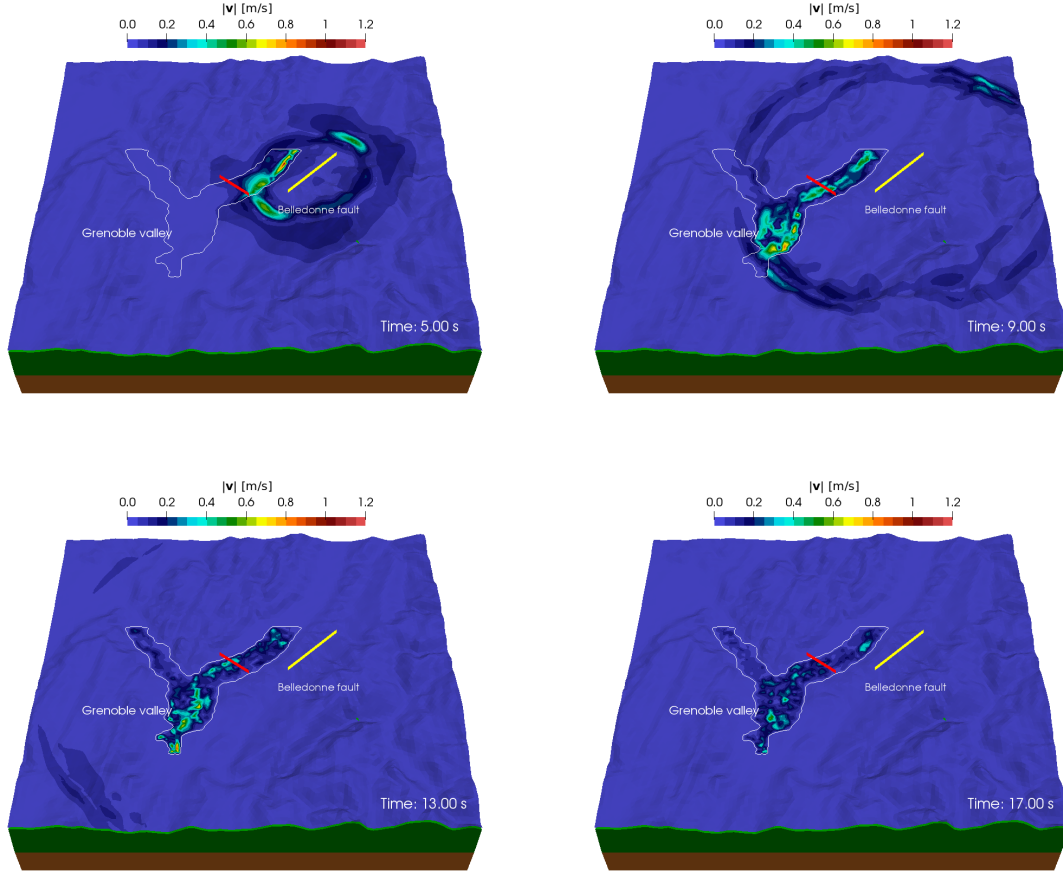 |v| [m/s]
0.0 0.2 0.4 0.6 0.8 1 1.2
Belledonne fault
Grenoble valley
Time: 5.00 s
|v| [m/s]
0.0 0.2 0.4 0.6 0.8 1 1.2
Belledonne fault
Grenoble valley
Time: 9.00 s
|v| [m/s]
0.0 0.2 0.4 0.6 0.8 1 1.2
Belledonne fault
Grenoble valley
Time: 13.00 s
|v| [m/s]
0.0 0.2 0.4 0.6 0.8 1 1.2
Belledonne fault
Grenoble valley
Time: 17.00 s